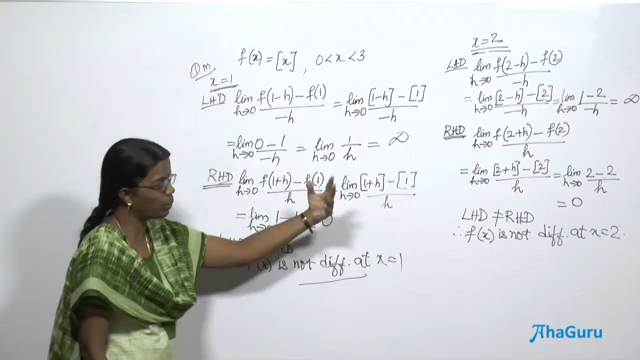 Qn. f(x) = [x] , 0 < x < 3
x = 1
LHD lim h→0 f(1-h) - f(1) / -h = lim h→0 [1-h] - [1] / -h
= lim h→0 0 - 1 / -h = lim h→0 1 / h = ∞
RHD lim h→0 f(1+h) - f(1) / h lim h→0 [1+h] - [1] / h
= lim h→0 1 - 0
is not diff. at x = 1
x = 2
LHD lim h→0 f(2-h) - f(2) / -h
= lim h→0 [2-h] - [2] / -h = lim h→0 1 - 2 / -h = ∞
RHD lim h→0 f(2+h) - f(2) / h
= lim h→0 [2+h] - [2] / h = lim h→0 2 - 2 / h
= 0
LHD ≠ RHD
∴ f(x) is not diff at x = 2.
AhaGuru